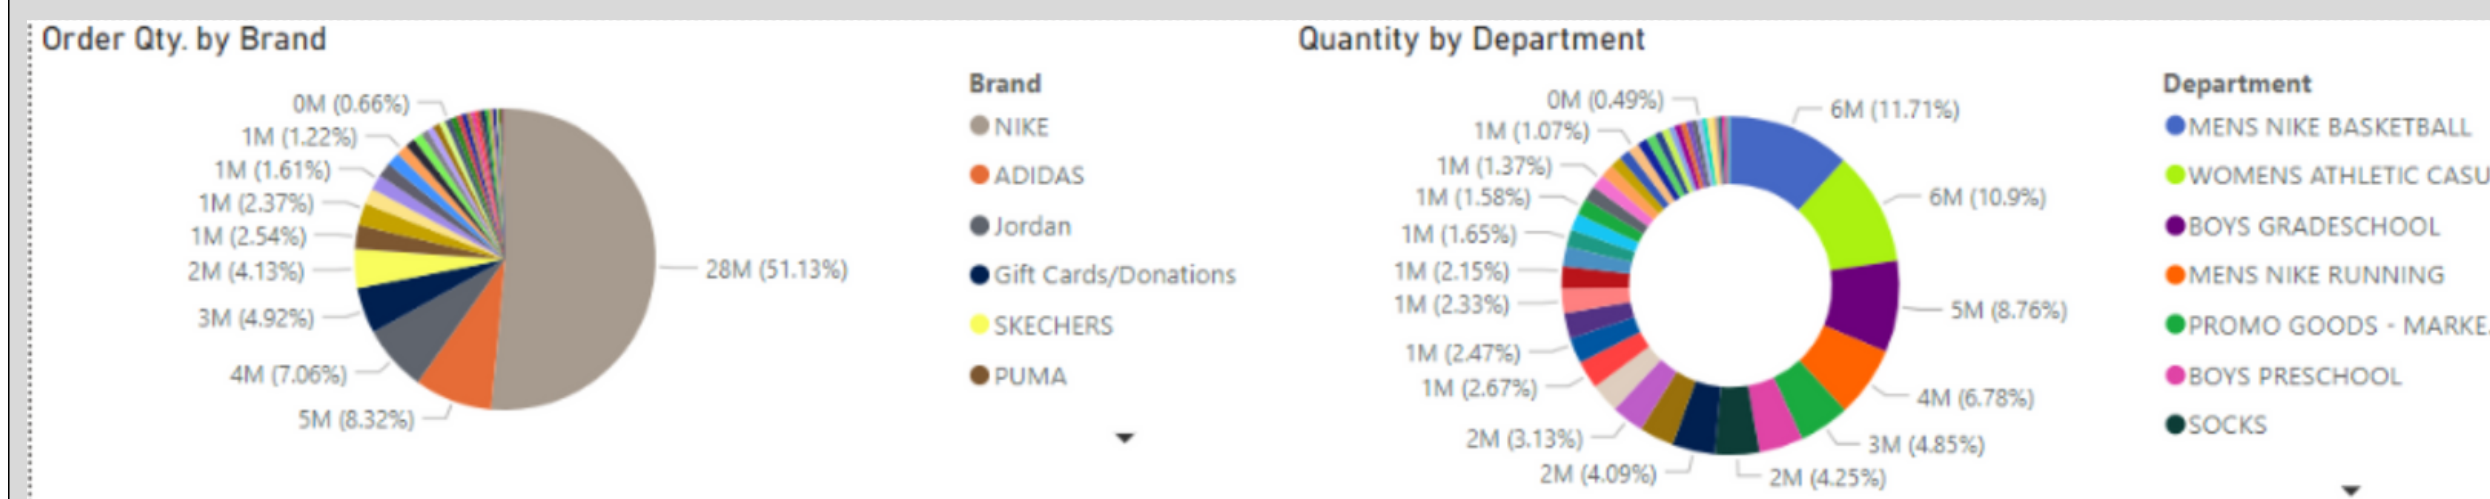 Order Qty. by Brand
0M (0.66%)
1M (1.22%)
1M (1.61%)
1M (2.37%)
1M (2.54%)
2M (4.13%)
3M (4.92%)
4M (7.06%)
5M (8.32%)
28M (51.13%)
Brand
NIKE
ADIDAS
Jordan
Gift Cards/Donations
SKECHERS
PUMA
Quantity by Department
0M (0.49%)
1M (1.07%)
1M (1.37%)
1M (1.58%)
1M (1.65%)
1M (2.15%)
1M (2.33%)
1M (2.47%)
1M (2.67%)
2M (3.13%)
2M (4.09%)
2M (4.25%)
3M (4.85%)
4M (6.78%)
5M (8.76%)
6M (10.9%)
6M (11.71%)
Department
MENS NIKE BASKETBALL
WOMENS ATHLETIC CASU
BOYS GRADESCHOOL
MENS NIKE RUNNING
PROMO GOODS - MARKE
BOYS PRESCHOOL
SOCKS